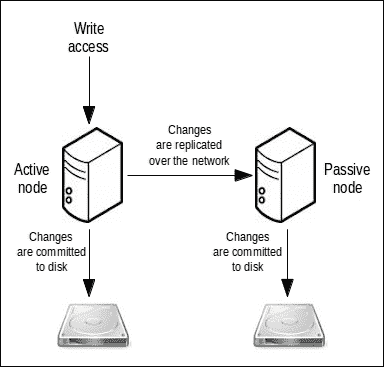 Write
access
Changes
are replicated
over the network
Active
node
Passive
node
Changes
are committed
to disk
Changes
are committed
to disk